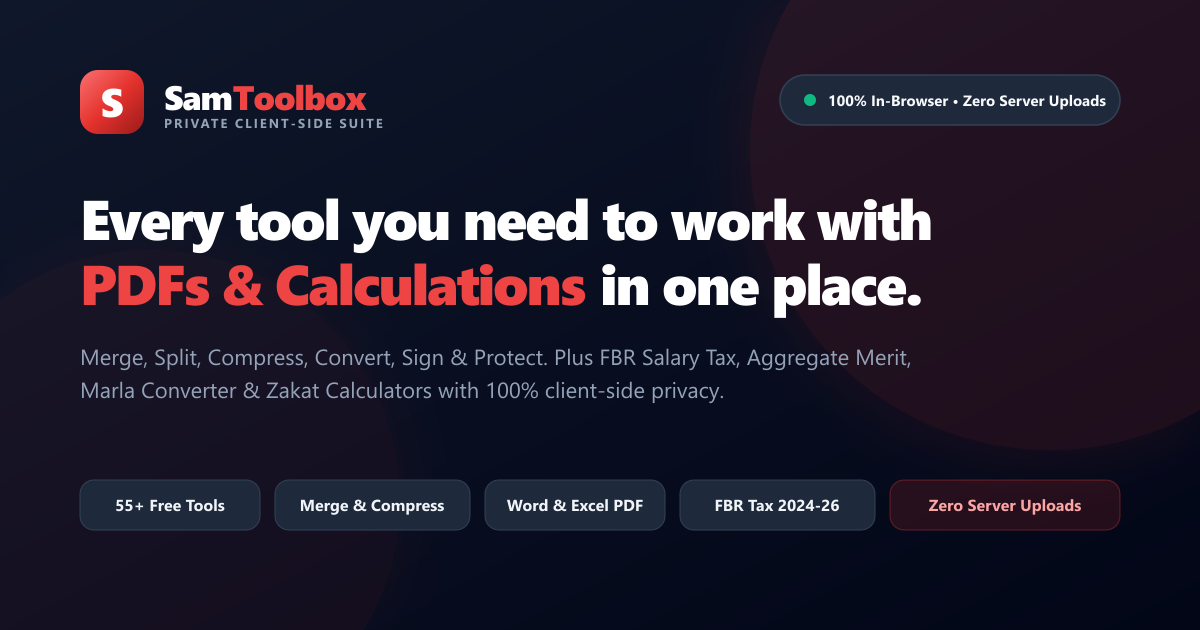 S
SamToolbox
PRIVATE CLIENT-SIDE SUITE
100% In-Browser • Zero Server Uploads
Every tool you need to work with
PDFs & Calculations in one place.
Merge, Split, Compress, Convert, Sign & Protect. Plus FBR Salary Tax, Aggregate Merit,
Marla Converter & Zakat Calculators with 100% client-side privacy.
55+ Free Tools
Merge & Compress
Word & Excel PDF
FBR Tax 2024-26
Zero Server Uploads